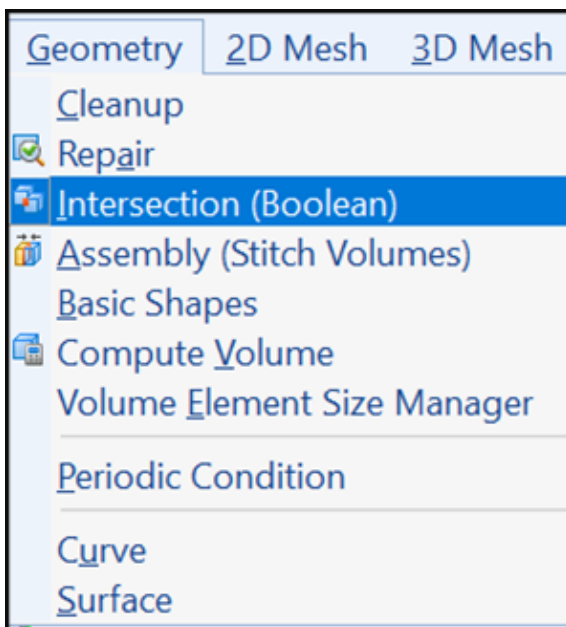 Geometry 2D Mesh 3D Mesh
Cleanup
Repair
Intersection (Boolean)
Assembly (Stitch Volumes)
Basic Shapes
Compute Volume
Volume Element Size Manager
Periodic Condition
Curve
Surface